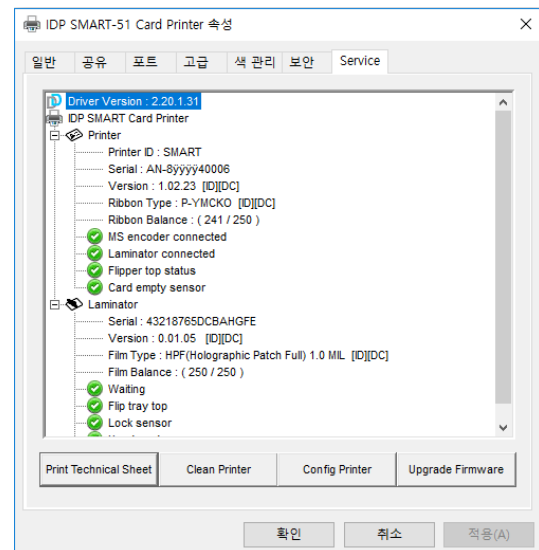 IDP SMART-51 Card Printer 속성
일반 공유 포트 고급 색 관리 보안 Service
Driver Version : 2.20.1.31
IDP SMART Card Printer
Printer
Printer ID : SMART
Serial : AN-8ÿÿÿÿ40006
Version : 1.02.23 [ID][DC]
Ribbon Type : P-YMCKO [ID][DC]
Ribbon Balance : ( 241 / 250 )
MS encoder connected
Laminator connected
Flipper top status
Card empty sensor
Laminator
Serial : 43218765DCBAHGFE
Version : 0.01.05 [ID][DC]
Film Type : HPF(Holographic Patch Full) 1.0 MIL [ID][DC]
Film Balance : ( 250 / 250 )
Waiting
Flip tray top
Lock sensor
Print Technical Sheet Clean Printer Config Printer Upgrade Firmware
확인 취소 적용(A)